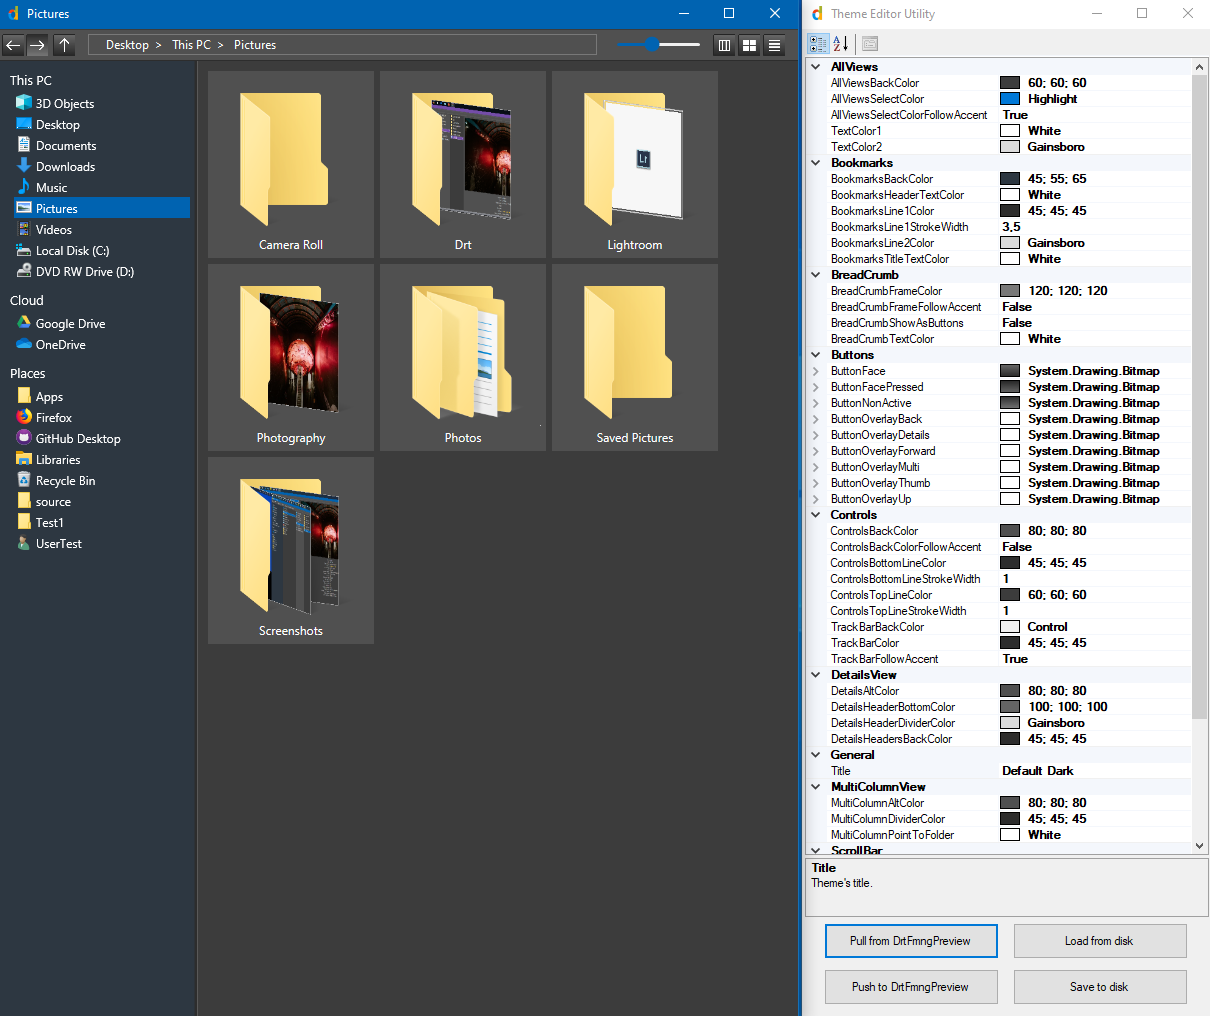 Pictures
Desktop > This PC > Pictures
This PC
3D Objects
Desktop
Documents
Downloads
Music
Pictures
Videos
Local Disk (C:)
DVD RW Drive (D:)
Cloud
Google Drive
OneDrive
Places
Apps
Firefox
GitHub Desktop
Libraries
Recycle Bin
source
Test1
UserTest
Camera Roll
Drt
Lr
Lightroom
Photography
Photos
Saved Pictures
Screenshots
Theme Editor Utility
AllViews
AllViewsBackColor 60; 60; 60
AllViewsSelectColor Highlight
AllViewsSelectColorFollowAccent True
TextColor1 White
TextColor2 Gainsboro
Bookmarks
BookmarksBackColor 45; 55; 65
BookmarksHeaderTextColor White
BookmarksLine1Color 45; 45; 45
BookmarksLine1StrokeWidth 3,5
BookmarksLine2Color Gainsboro
BookmarksTitleTextColor White
BreadCrumb
BreadCrumbFrameColor 120; 120; 120
BreadCrumbFrameFollowAccent False
BreadCrumbShowAsButtons False
BreadCrumbTextColor White
Buttons
ButtonFace System.Drawing.Bitmap
ButtonFacePressed System.Drawing.Bitmap
ButtonNonActive System.Drawing.Bitmap
ButtonOverlayBack System.Drawing.Bitmap
ButtonOverlayDetails System.Drawing.Bitmap
ButtonOverlayForward System.Drawing.Bitmap
ButtonOverlayMulti System.Drawing.Bitmap
ButtonOverlayThumb System.Drawing.Bitmap
ButtonOverlayUp System.Drawing.Bitmap
Controls
ControlsBackColor 80; 80; 80
ControlsBackColorFollowAccent False
ControlsBottomLineColor 45; 45; 45
ControlsBottomLineStrokeWidth 1
ControlsTopLineColor 60; 60; 60
ControlsTopLineStrokeWidth 1
TrackBarBackColor Control
TrackBarColor 45; 45; 45
TrackBarFollowAccent True
DetailsView
DetailsAltColor 80; 80; 80
DetailsHeaderBottomColor 100; 100; 100
DetailsHeaderDividerColor Gainsboro
DetailsHeadersBackColor 45; 45; 45
General
Title Default Dark
MultiColumnView
MultiColumnAltColor 80; 80; 80
MultiColumnDividerColor 45; 45; 45
MultiColumnPointToFolder White
ScrollBar
Title
Theme's title.
Pull from DrtFmngPreview
Load from disk
Push to DrtFmngPreview
Save to disk